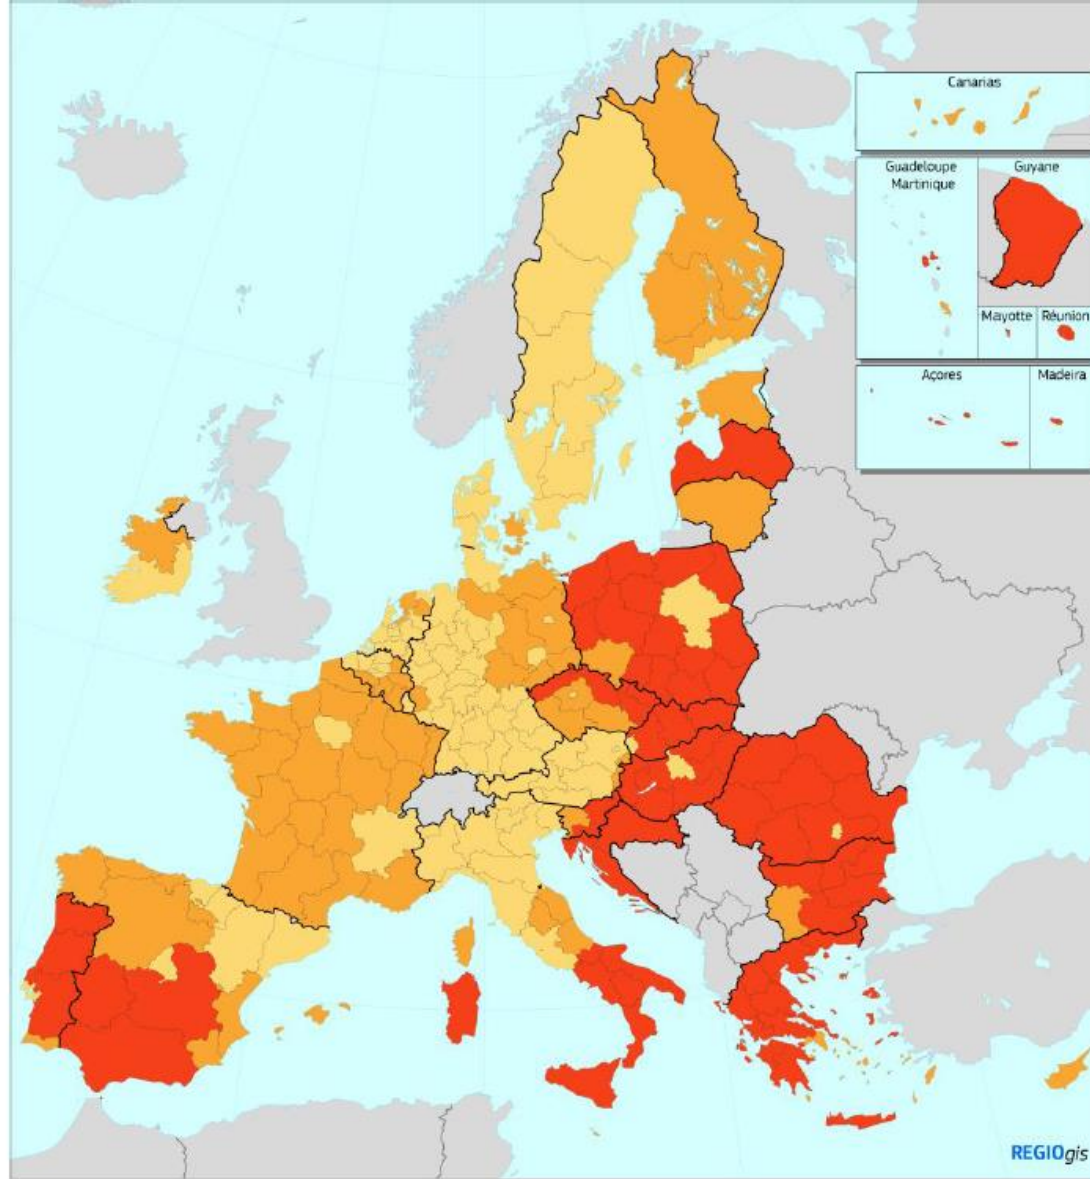 Canarias
Guadeloupe
Martinique
Guyane
Mayotte
Réunion
Açores
Madeira
REGIOgis